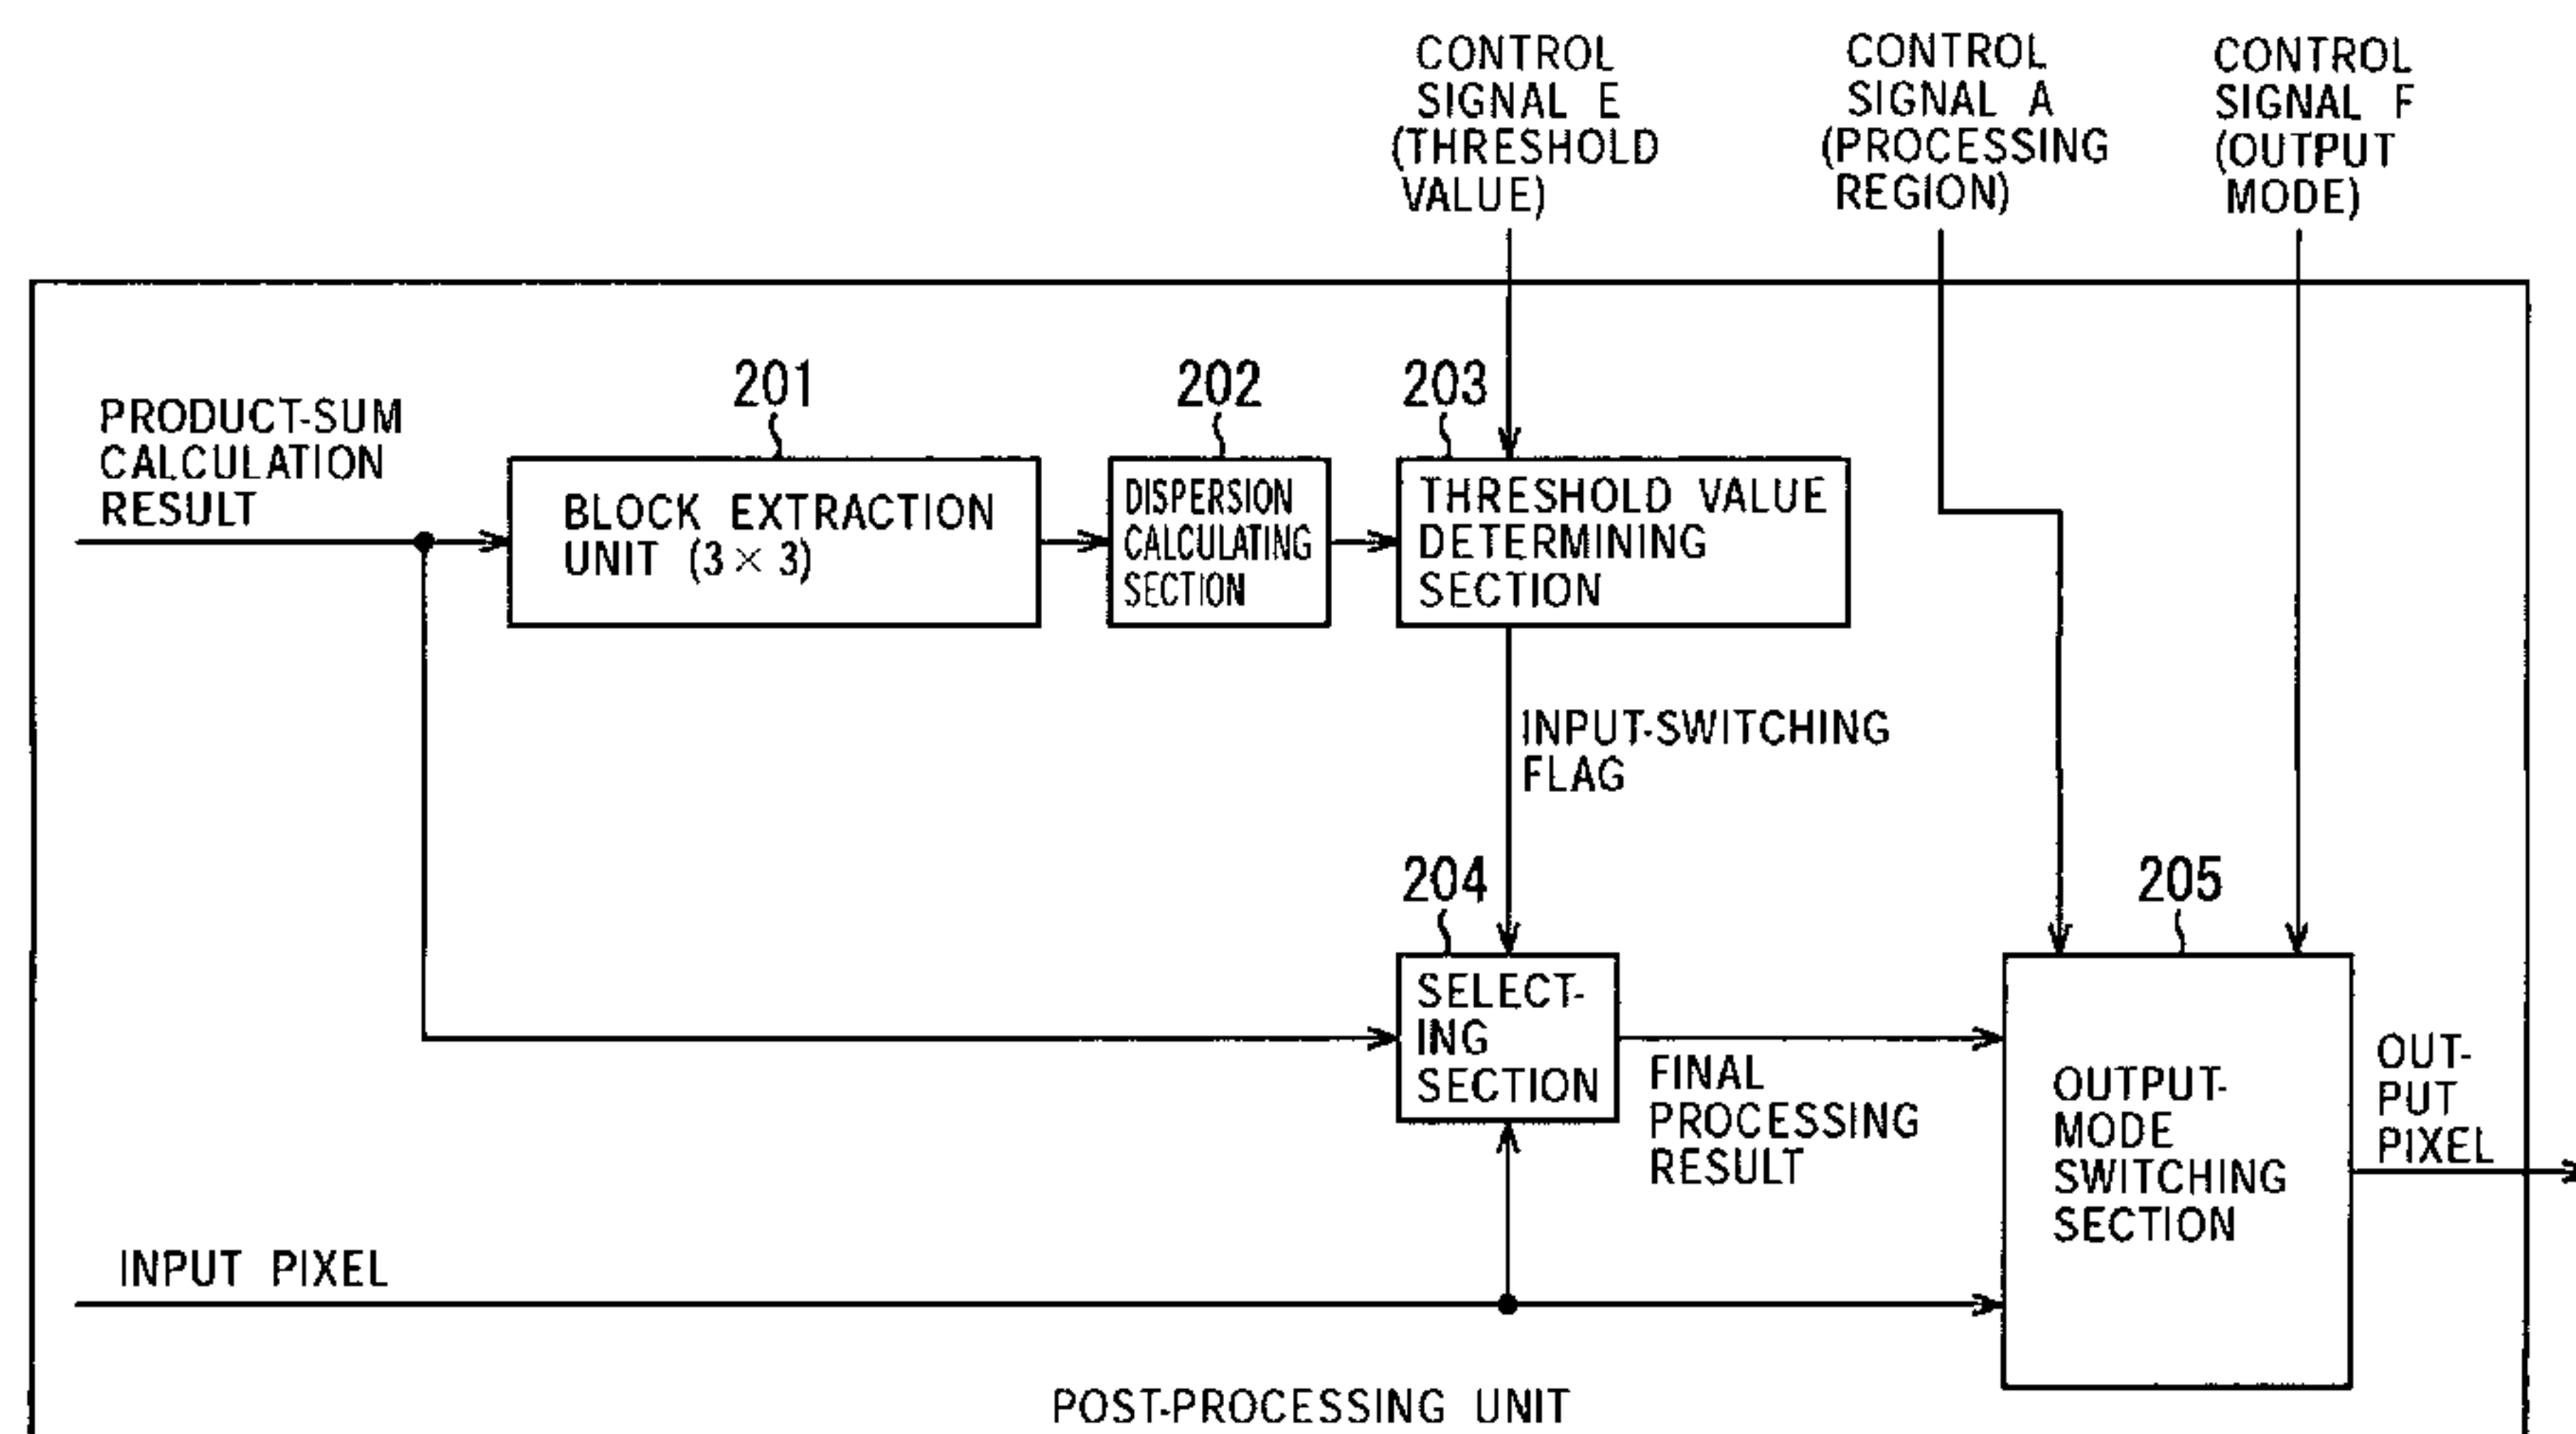 CONTROL
SIGNAL E
(THRESHOLD
VALUE)
CONTROL
SIGNAL A
(PROCESSING
REGION)
CONTROL
SIGNAL F
(OUTPUT
MODE)
PRODUCT-SUM
CALCULATION
RESULT
201
BLOCK EXTRACTION
UNIT (3 × 3)
202
DISPERSION
CALCULATING
SECTION
203
THRESHOLD VALUE
DETERMINING
SECTION
INPUT-SWITCHING
FLAG
204
SELECT-
ING
SECTION
FINAL
PROCESSING
RESULT
205
OUTPUT-
MODE
SWITCHING
SECTION
OUT-
PUT
PIXEL
INPUT PIXEL
POST-PROCESSING UNIT